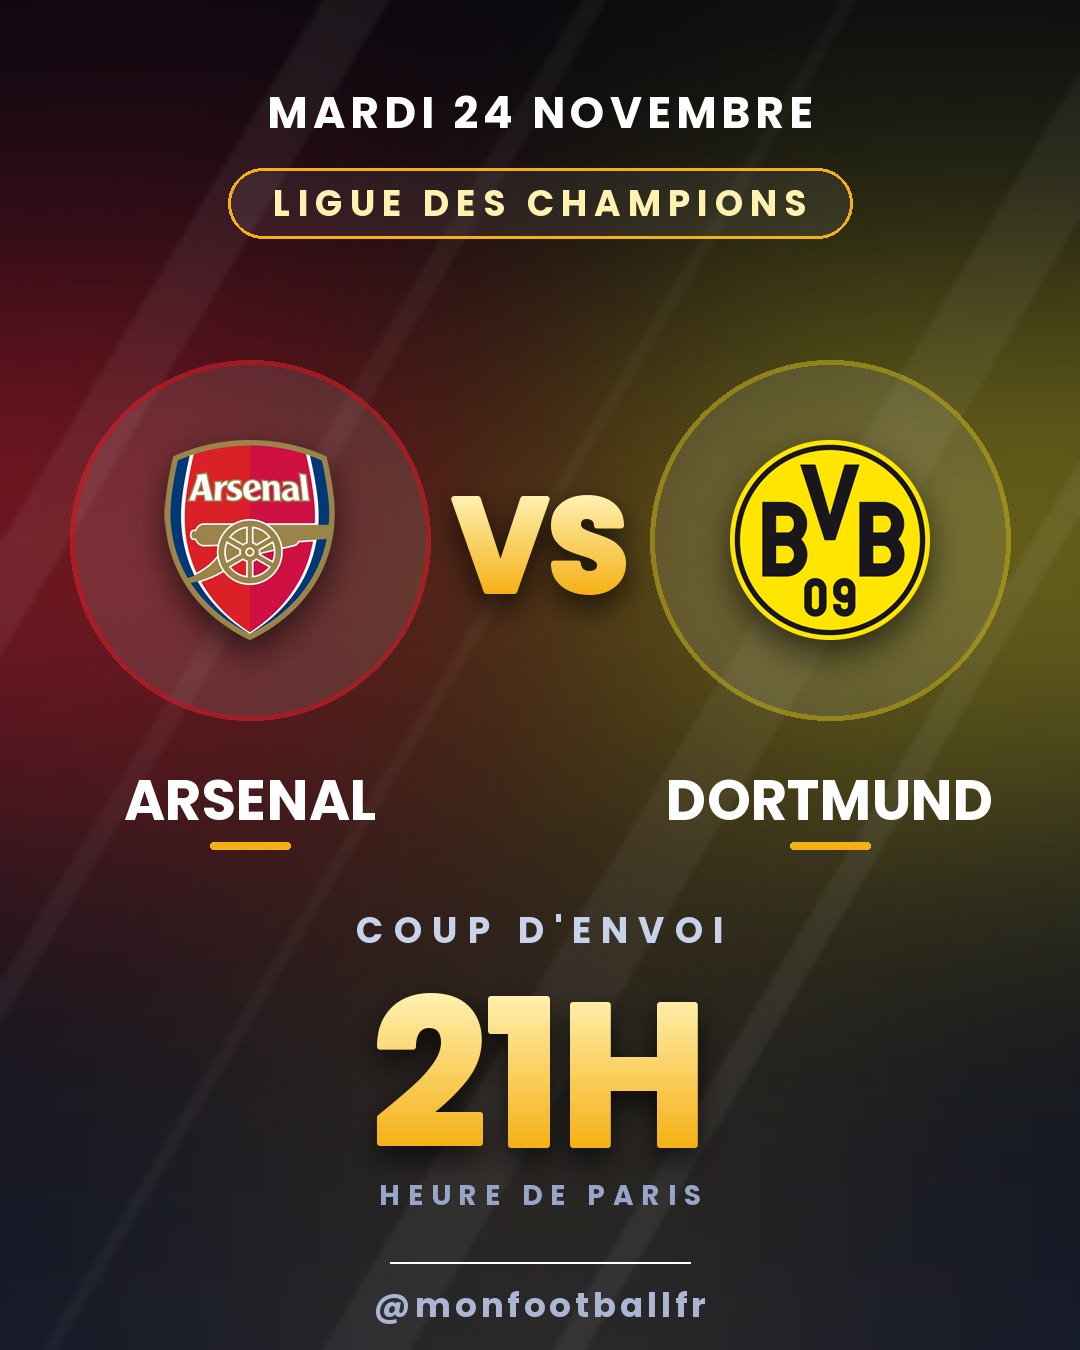 MARDI 24 NOVEMBRE
LIGUE DES CHAMPIONS
Arsenal
VS
BVB
09
ARSENAL
DORTMUND
COUP D'ENVOI
21H
HEURE DE PARIS
@monfootballfr